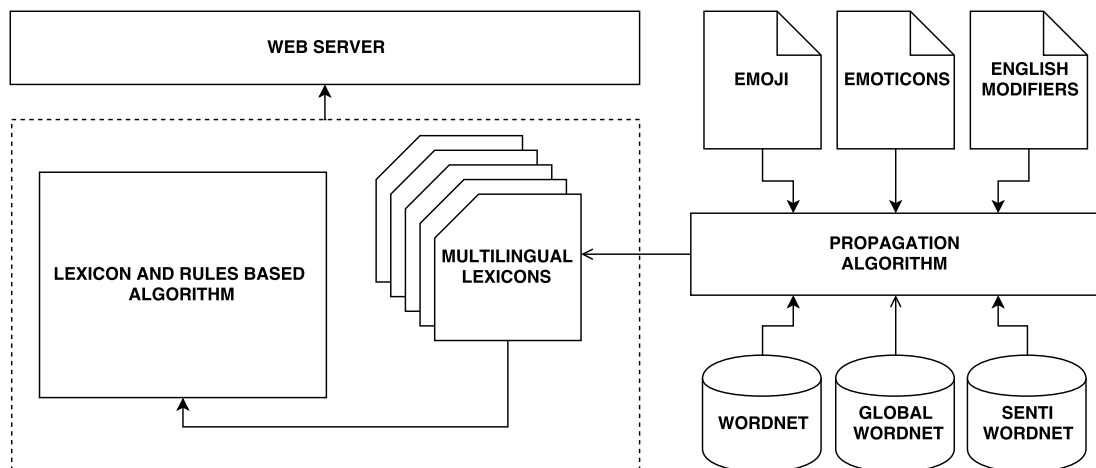 WEB SERVER
EMOJI
EMOTICONS
ENGLISH
MODIFIERS
LEXICON AND RULES BASED
ALGORITHM
MULTILINGUAL
LEXICONS
PROPAGATION
ALGORITHM
WORDNET
GLOBAL
WORDNET
SENTI
WORDNET